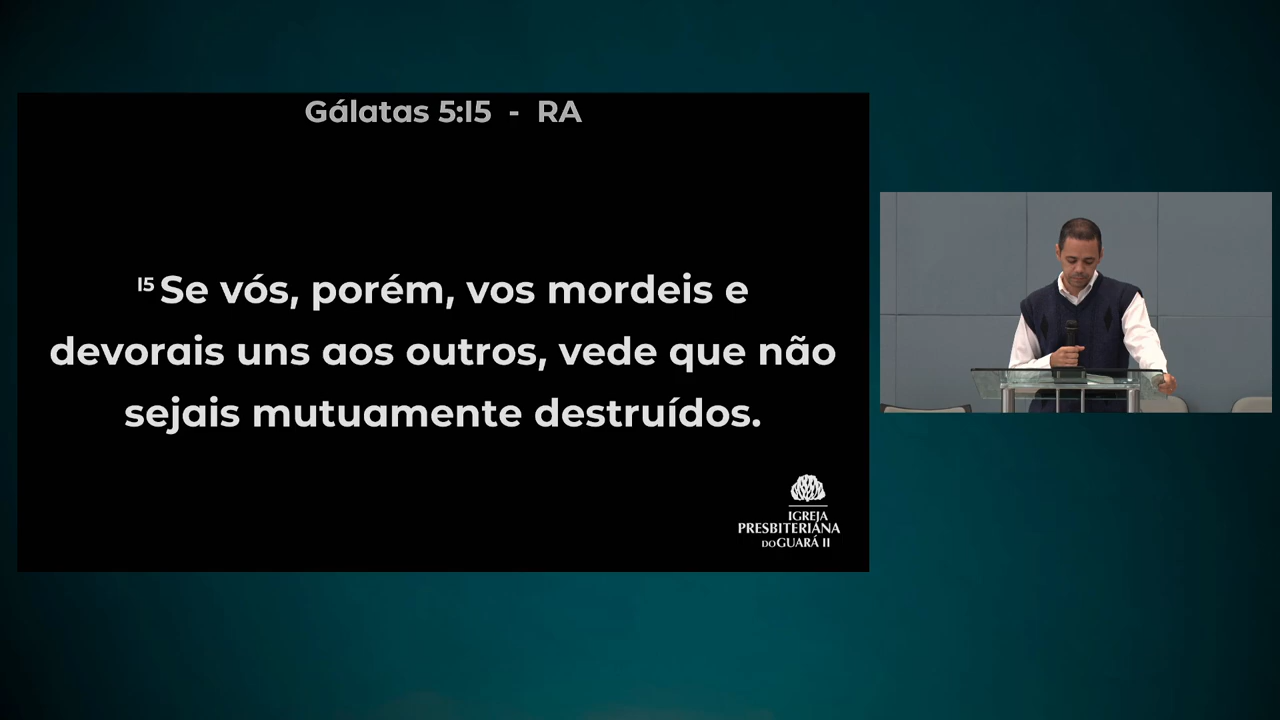 Gálatas 5:15 - RA
15 Se vós, porém, vos mordeis e
devorais uns aos outros, vede que não
sejais mutuamente destruídos.
IGREJA
PRESBITERIANA
DO GUARÁ II